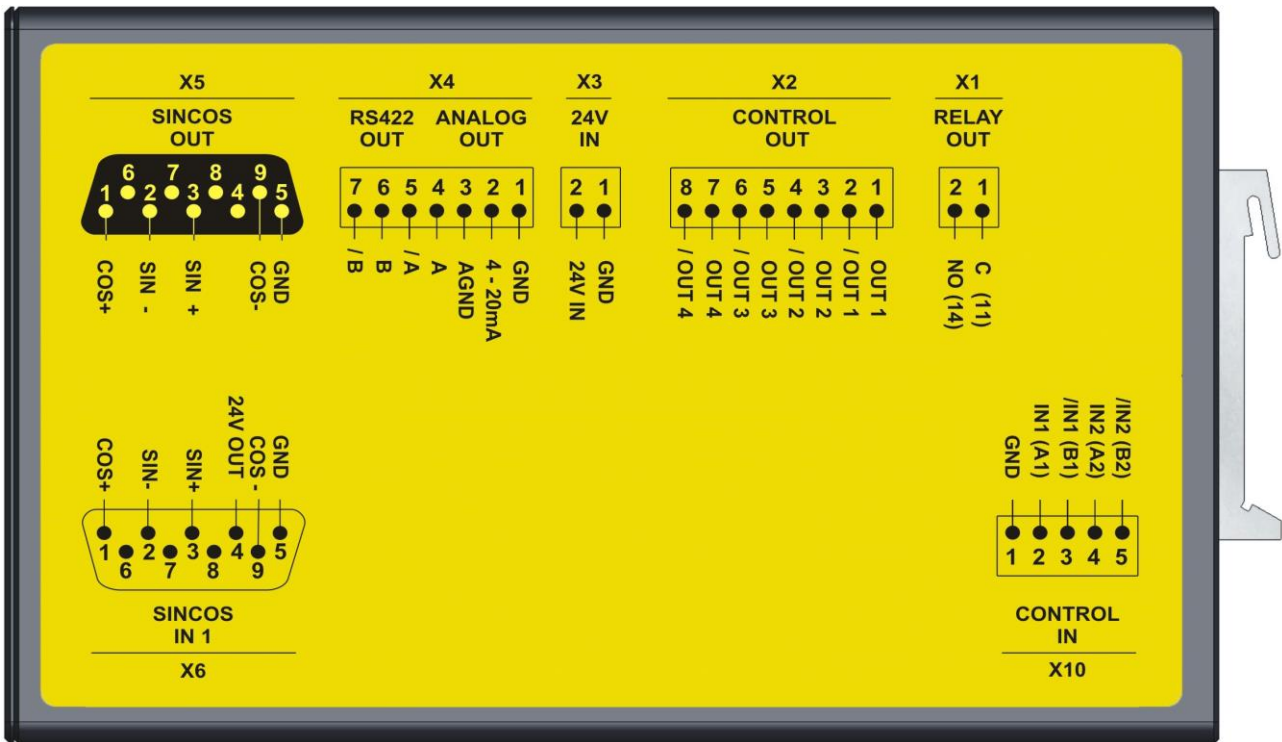 X5
SINCOS
OUT
6 7 8 9
1 2 3 4 5
COS+
SIN -
SIN +
COS-
GND
X4
RS422 ANALOG
OUT OUT
7 6 5 4 3 2 1
/ B
B
/ A
A
AGND
4 - 20mA
GND
X3
24V
IN
2 1
24V IN
GND
X2
CONTROL
OUT
8 7 6 5 4 3 2 1
/ OUT 4
OUT 4
/ OUT 3
OUT 3
/ OUT 2
OUT 2
/ OUT 1
OUT 1
X1
RELAY
OUT
2 1
NO (14)
C (11)
COS+
SIN-
SIN+
24V OUT
COS -
GND
1 2 3 4 5
6 7 8 9
SINCOS
IN 1
X6
GND
IN1 (A1)
/IN1 (B1)
IN2 (A2)
/IN2 (B2)
1 2 3 4 5
CONTROL
IN
X10